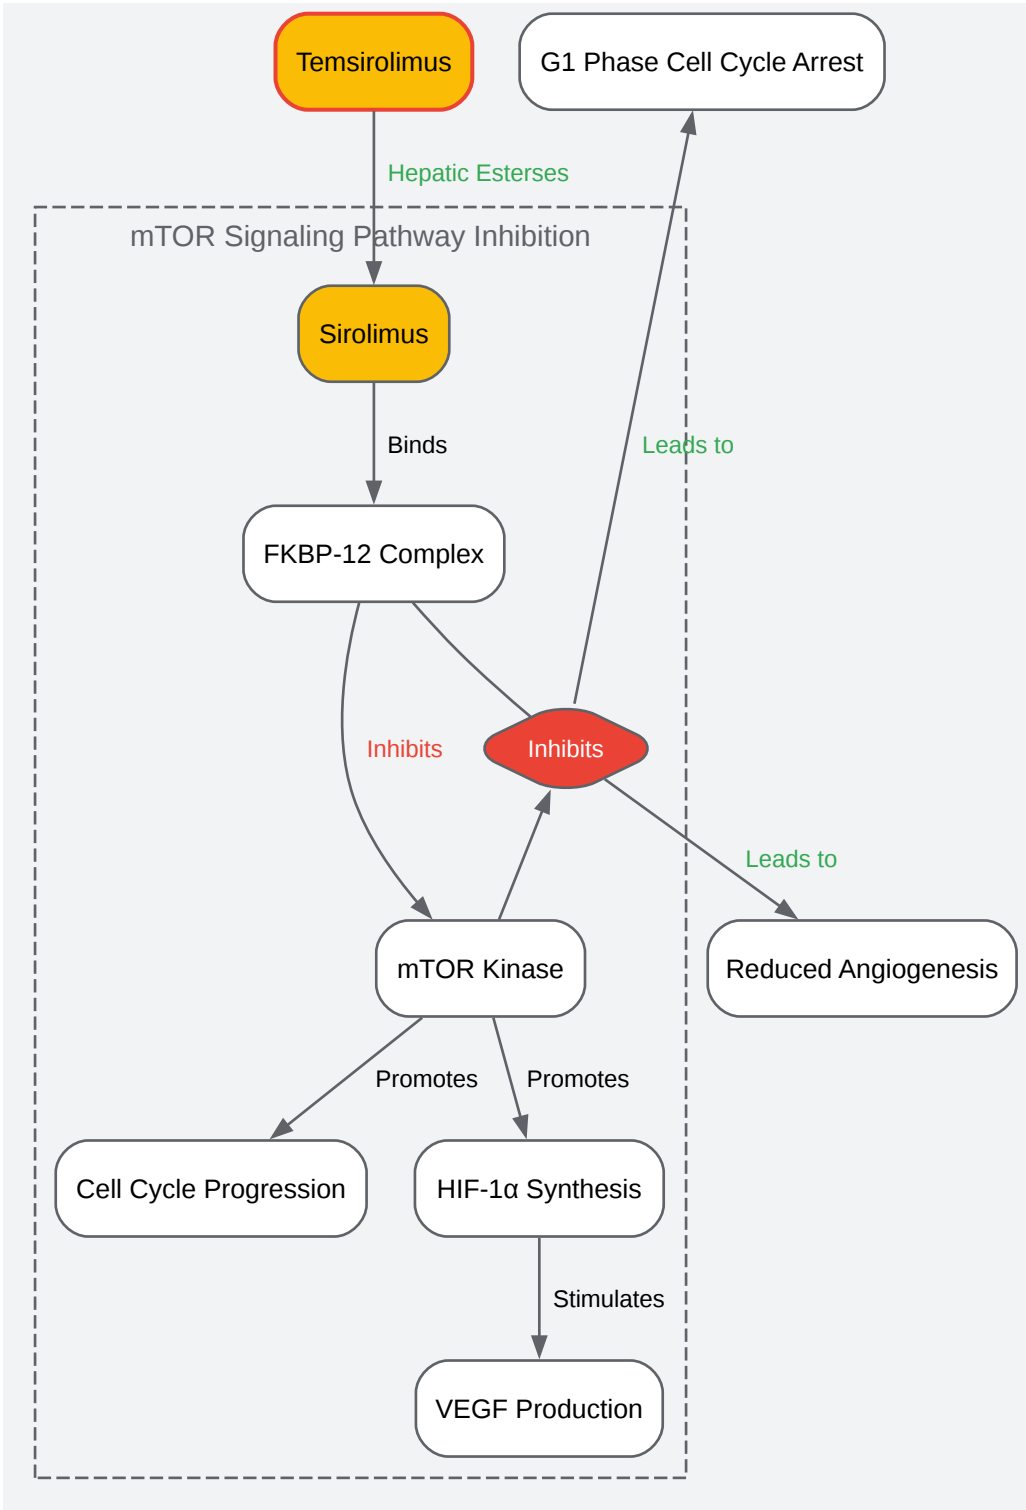 Temsirolimus
G1 Phase Cell Cycle Arrest
Hepatic Esterses
mTOR Signaling Pathway Inhibition
Sirolimus
Binds
Leads to
FKBP-12 Complex
Inhibits
Inhibits
Leads to
mTOR Kinase
Reduced Angiogenesis
Promotes
Promotes
Cell Cycle Progression
HIF-1α Synthesis
Stimulates
VEGF Production